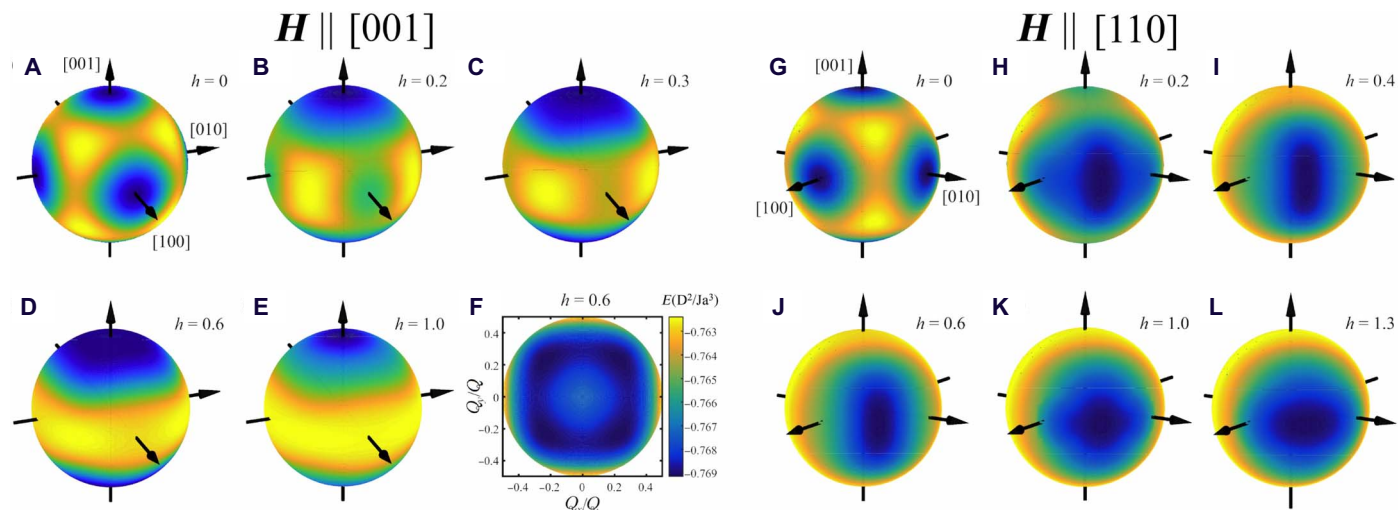 H || [001]
H || [110]
A
[001]
h = 0
[010]
[100]
B
h = 0.2
C
h = 0.3
G
[001]
h = 0
[100]
[010]
H
h = 0.2
I
h = 0.4
D
h = 0.6
E
h = 1.0
F
h = 0.6
E(D²/Ja³)
0.4
0.2
0
−0.2
−0.4
Qy/Q
−0.4
−0.2
0
0.2
0.4
Qx/Q
−0.763
−0.764
−0.765
−0.766
−0.767
−0.768
−0.769
J
h = 0.6
K
h = 1.0
L
h = 1.3